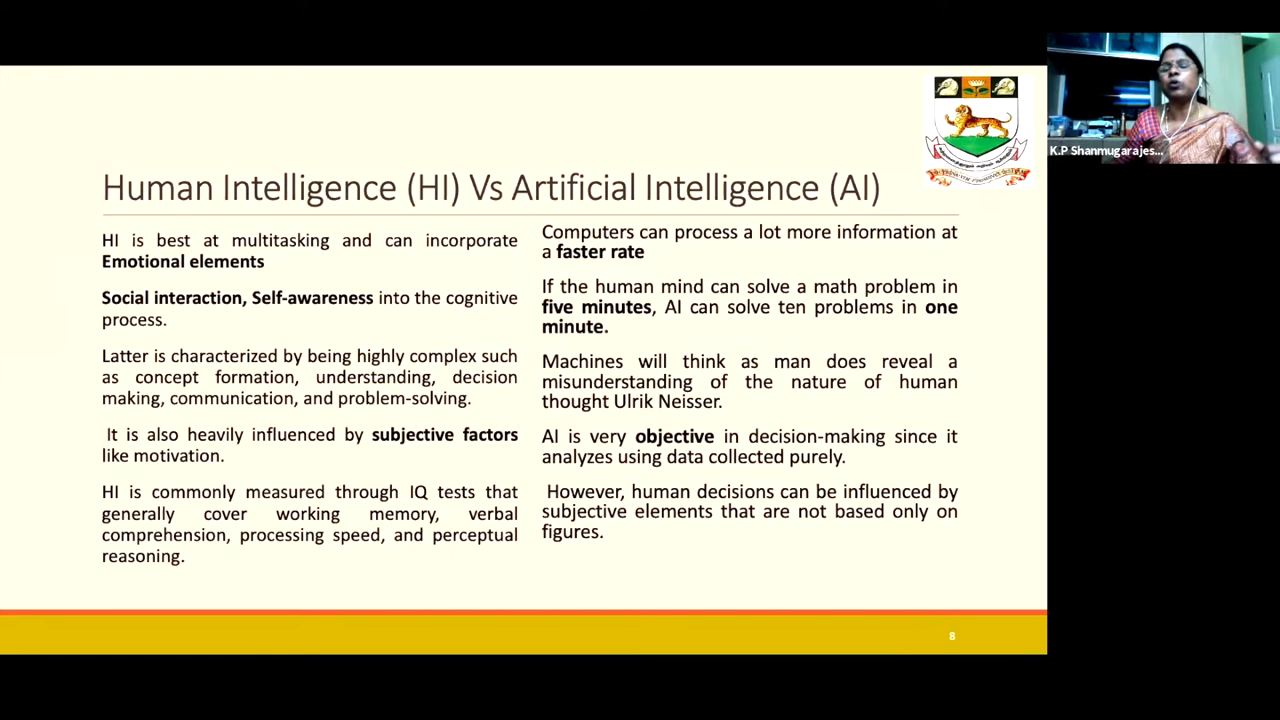 Human Intelligence (HI) Vs Artificial Intelligence (AI)
HI is best at multitasking and can incorporate
Emotional elements
Social interaction, Self-awareness into the cognitive
process.
Latter is characterized by being highly complex such
as concept formation, understanding, decision
making, communication, and problem-solving.
It is also heavily influenced by subjective factors
like motivation.
HI is commonly measured through IQ tests that
generally cover working memory, verbal
comprehension, processing speed, and perceptual
reasoning.
Computers can process a lot more information at
a faster rate
If the human mind can solve a math problem in
five minutes, AI can solve ten problems in one
minute.
Machines will think as man does reveal a
misunderstanding of the nature of human
thought Ulrik Neisser.
AI is very objective in decision-making since it
analyzes using data collected purely.
However, human decisions can be influenced by
subjective elements that are not based only on
figures.
8
K.P Shanmugarajes...